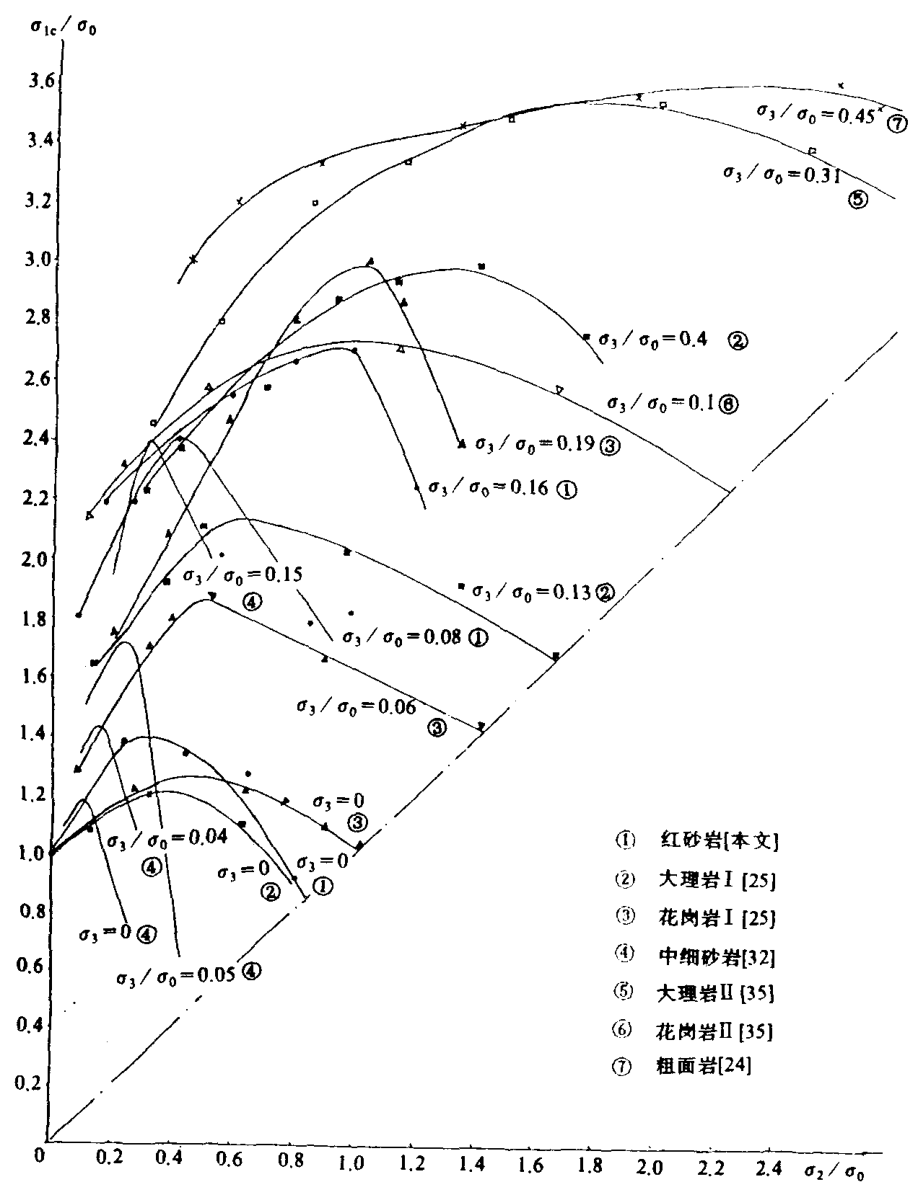 σ₁c / σ₀
3.6
3.4
3.2
3.0
2.8
2.6
2.4
2.2
2.0
1.8
1.6
1.4
1.2
1.0
0.8
0.6
0.4
0.2
0
0.2
0.4
0.6
0.8
1.0
1.2
1.4
1.6
1.8
2.0
2.2
2.4
σ₂ / σ₀
σ₃ / σ₀ = 0.45 ⑦
σ₃ / σ₀ = 0.31 ⑤
σ₃ / σ₀ = 0.4 ②
σ₃ / σ₀ = 0.1 ⑥
σ₃ / σ₀ = 0.19 ③
σ₃ / σ₀ = 0.16 ①
σ₃ / σ₀ = 0.15 ④
σ₃ / σ₀ = 0.13 ②
σ₃ / σ₀ = 0.08 ①
σ₃ / σ₀ = 0.06 ③
σ₃ = 0 ③
σ₃ / σ₀ = 0.04 ④
σ₃ = 0 ②
σ₃ = 0 ①
σ₃ = 0 ④
σ₃ / σ₀ = 0.05 ④
① 红砂岩[本文]
② 大理岩Ⅰ[25]
③ 花岗岩Ⅰ[25]
④ 中细砂岩[32]
⑤ 大理岩Ⅱ[35]
⑥ 花岗岩Ⅱ[35]
⑦ 粗面岩[24]